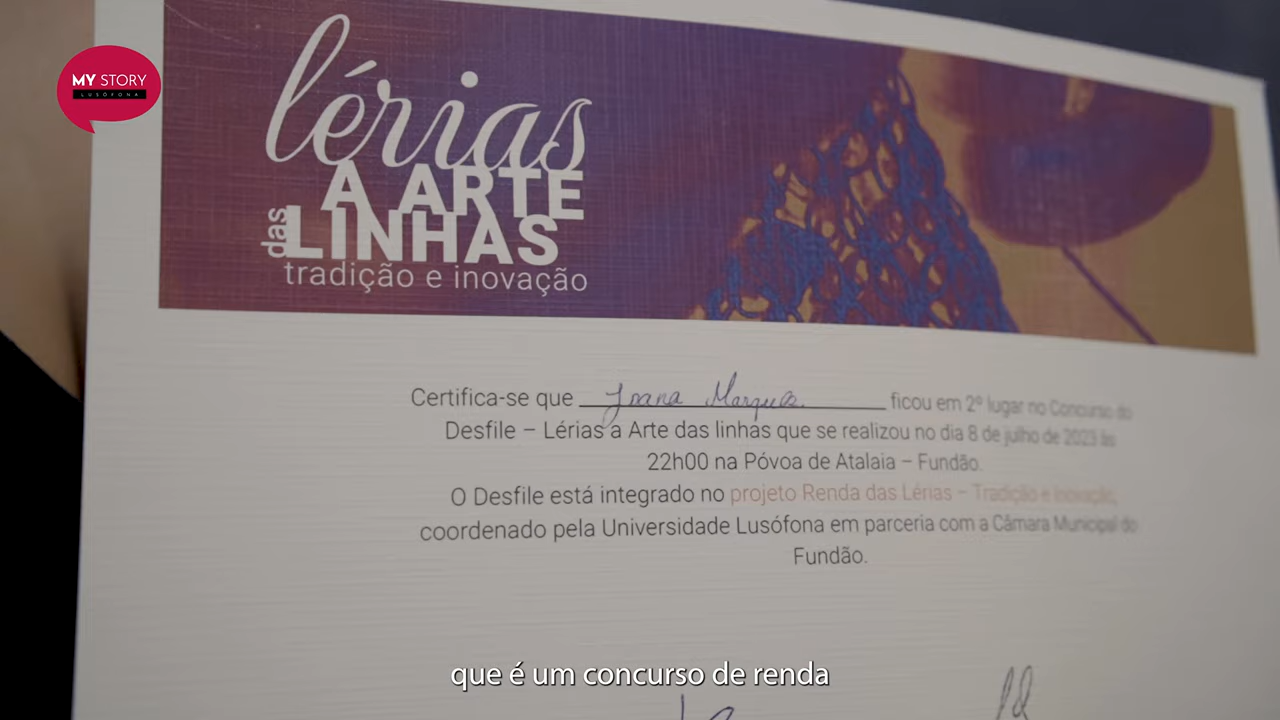 MY STORY
LUSÓFONA
lérias
A ARTE
das LINHAS
tradição e inovação
Certifica-se que Joana Marques ficou em 2º lugar no Concurso do
Desfile – Lérias a Arte das linhas que se realizou no dia 8 de julho de 2023 às
22h00 na Póvoa de Atalaia – Fundão.
O Desfile está integrado no projeto Renda das Lérias – Tradição e Inovação,
coordenado pela Universidade Lusófona em parceria com a Câmara Municipal do
Fundão.
que é um concurso de renda